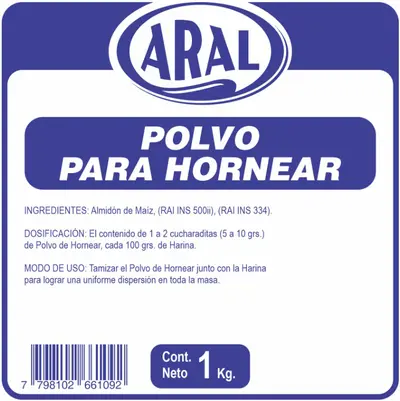 ARAL
POLVO
PARA HORNEAR
INGREDIENTES: Almidón de Maíz, (RAI INS 500ii), (RAI INS 334).
DOSIFICACIÓN: El contenido de 1 a 2 cucharaditas (5 a 10 grs.)
de Polvo de Hornear, cada 100 grs. de Harina.
MODO DE USO: Tamizar el Polvo de Hornear junto con la Harina
para lograr una uniforme dispersión en toda la masa.
7 798102 661092
Cont.
Neto 1 Kg.